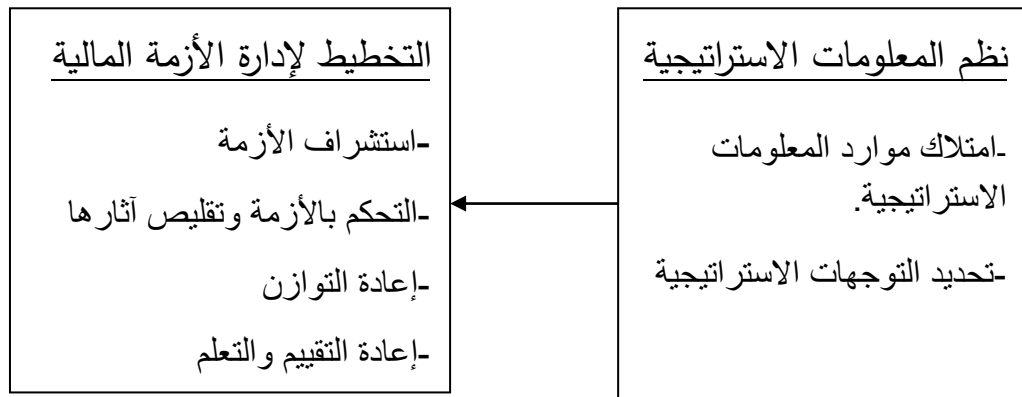 نظم المعلومات الاستراتيجية
-امتلاك موارد المعلومات
الاستراتيجية.
-تحديد التوجهات الاستراتيجية
التخطيط لإدارة الأزمة المالية
-استشراف الأزمة
-التحكم بالأزمة وتقليص آثارها
-إعادة التوازن
-إعادة التقييم والتعلم